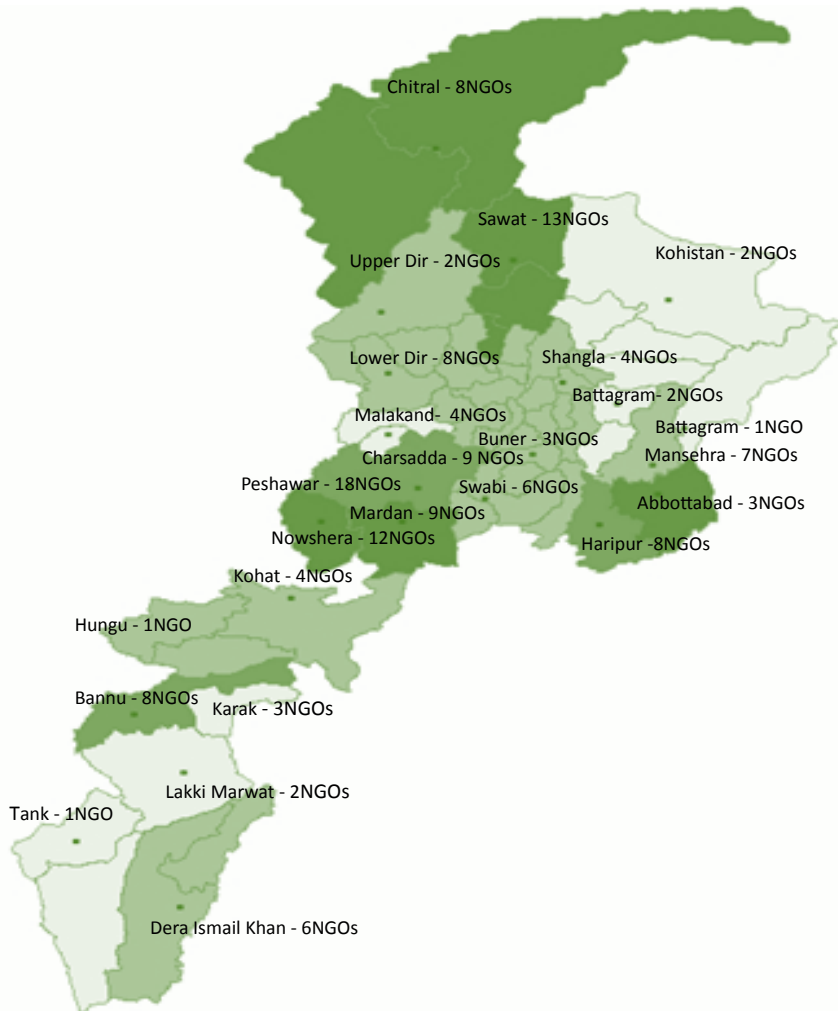 Chitral - 8NGOs
Sawat - 13NGOs
Kohistan - 2NGOs
Upper Dir - 2NGOs
Lower Dir - 8NGOs
Shangla - 4NGOs
Battagram- 2NGOs
Malakand- 4NGOs
Battagram - 1NGO
Buner - 3NGOs
Mansehra - 7NGOs
Charsadda - 9 NGOs
Peshawar - 18NGOs
Swabi - 6NGOs
Abbottabad - 3NGOs
Mardan - 9NGOs
Nowshera - 12NGOs
Haripur -8NGOs
Kohat - 4NGOs
Hungu - 1NGO
Bannu - 8NGOs
Karak - 3NGOs
Lakki Marwat - 2NGOs
Tank - 1NGO
Dera Ismail Khan - 6NGOs